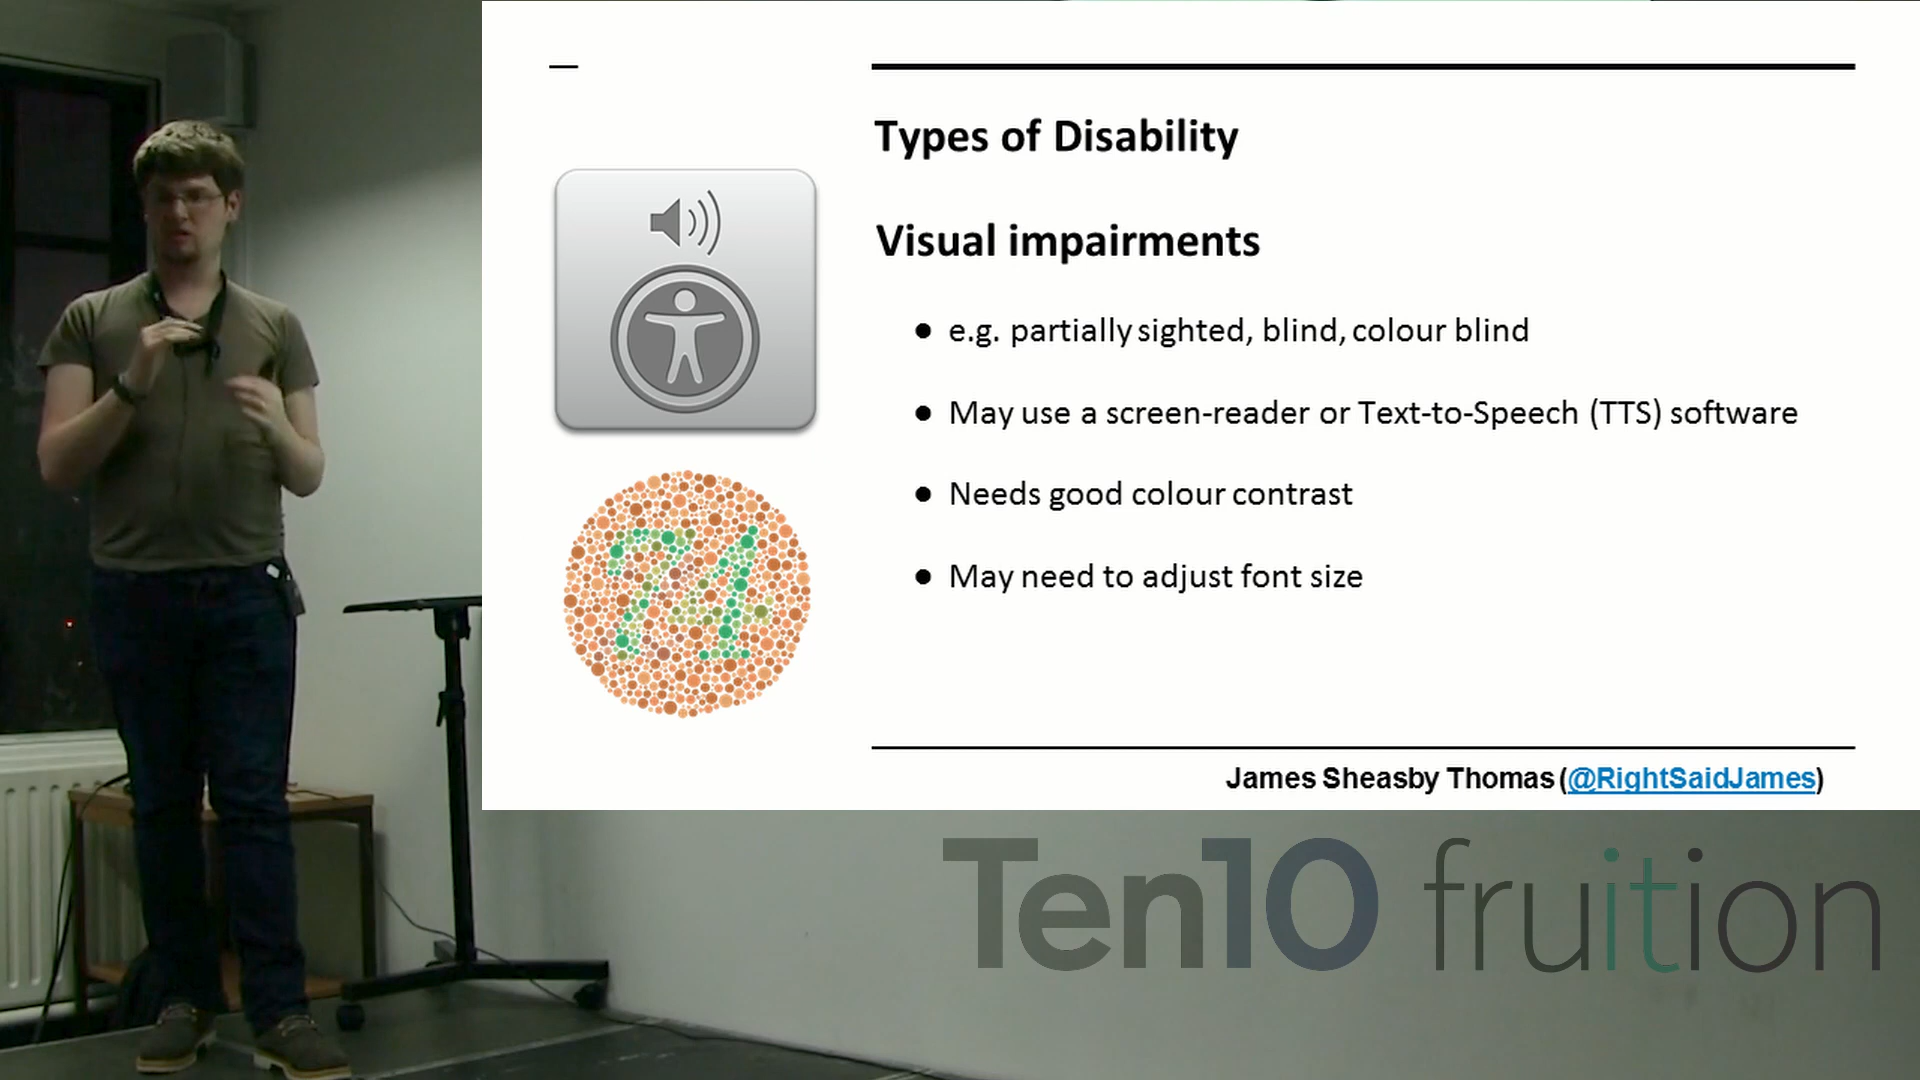 Types of Disability
Visual impairments
● e.g. partially sighted, blind, colour blind
● May use a screen-reader or Text-to-Speech (TTS) software
● Needs good colour contrast
● May need to adjust font size
74
James Sheasby Thomas (@RightSaidJames)
Ten10 fruition